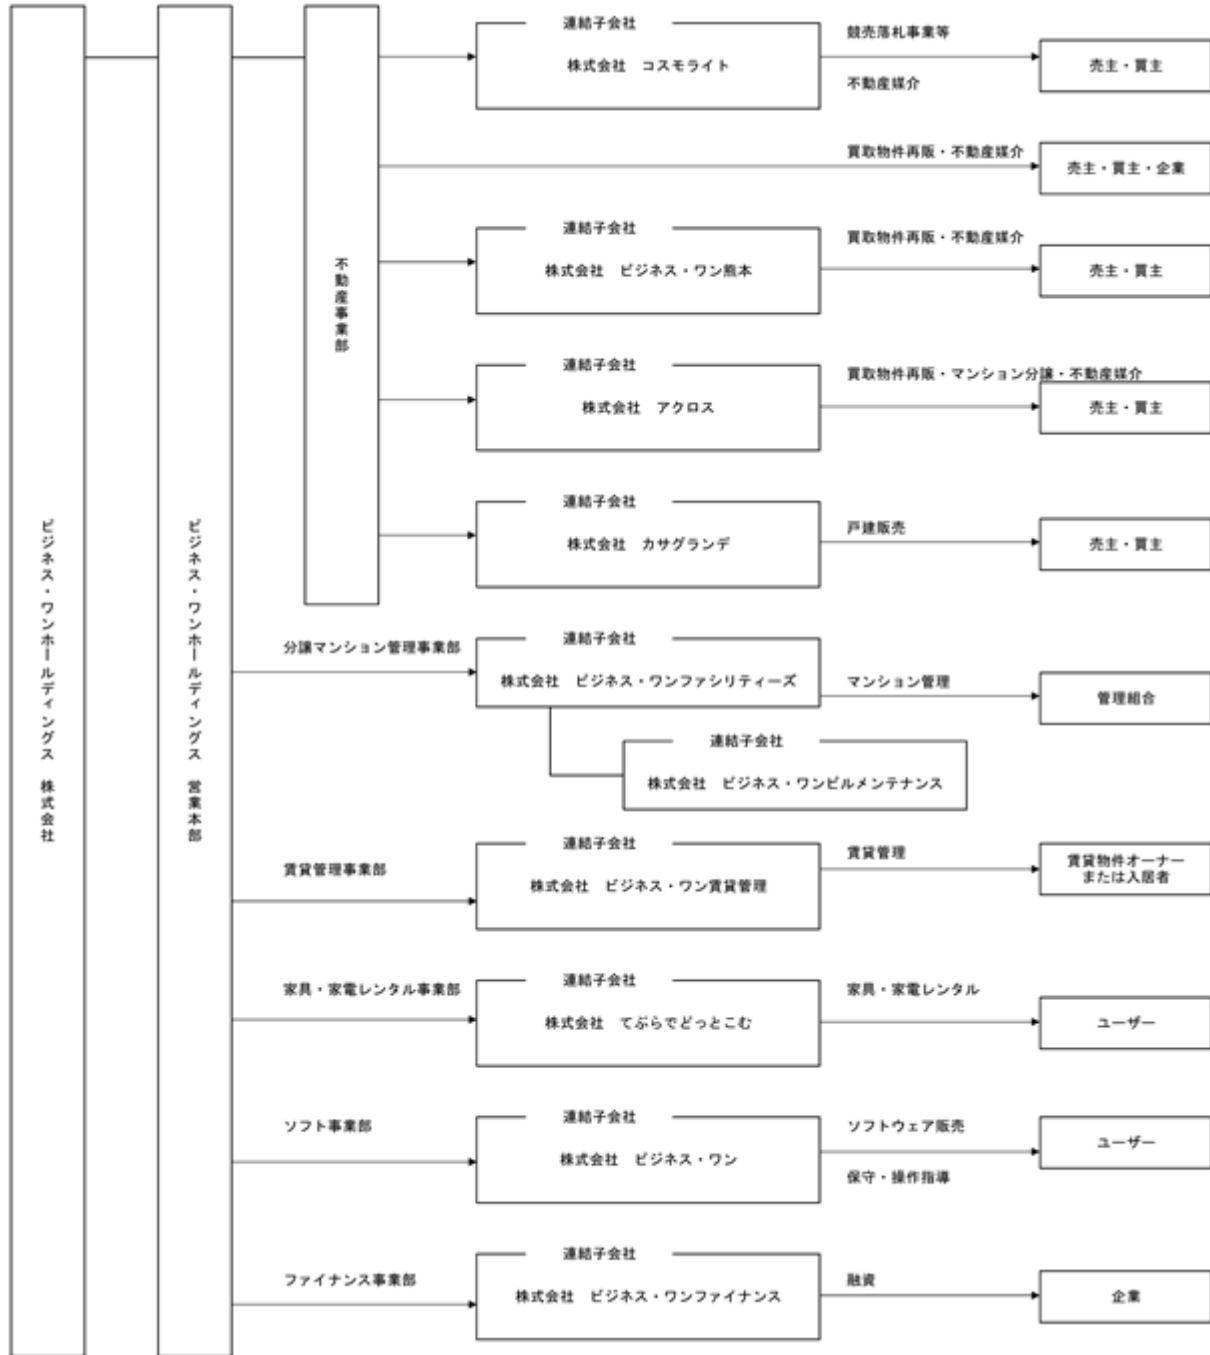 ビジネス・ワンホールディングス 株式会社
ビジネス・ワンホールディングス 営業本部
不動産事業部
連結子会社
株式会社 コスモライト
競売落札事業等
不動産媒介
売主・買主
買取物件再販・不動産媒介
売主・買主・企業
連結子会社
株式会社 ビジネス・ワン熊本
買取物件再販・不動産媒介
売主・買主
連結子会社
株式会社 アクロス
買取物件再販・マンション分譲・不動産媒介
売主・買主
連結子会社
株式会社 カサグランデ
戸建販売
売主・買主
分譲マンション管理事業部
連結子会社
株式会社 ビジネス・ワンファシリティーズ
マンション管理
管理組合
連結子会社
株式会社 ビジネス・ワンビルメンテナンス
賃貸管理事業部
連結子会社
株式会社 ビジネス・ワン賃貸管理
賃貸管理
賃貸物件オーナー
または入居者
家具・家電レンタル事業部
連結子会社
株式会社 てぶらでどっとこむ
家具・家電レンタル
ユーザー
ソフト事業部
連結子会社
株式会社 ビジネス・ワン
ソフトウェア販売
保守・操作指導
ユーザー
ファイナンス事業部
連結子会社
株式会社 ビジネス・ワンファイナンス
融資
企業